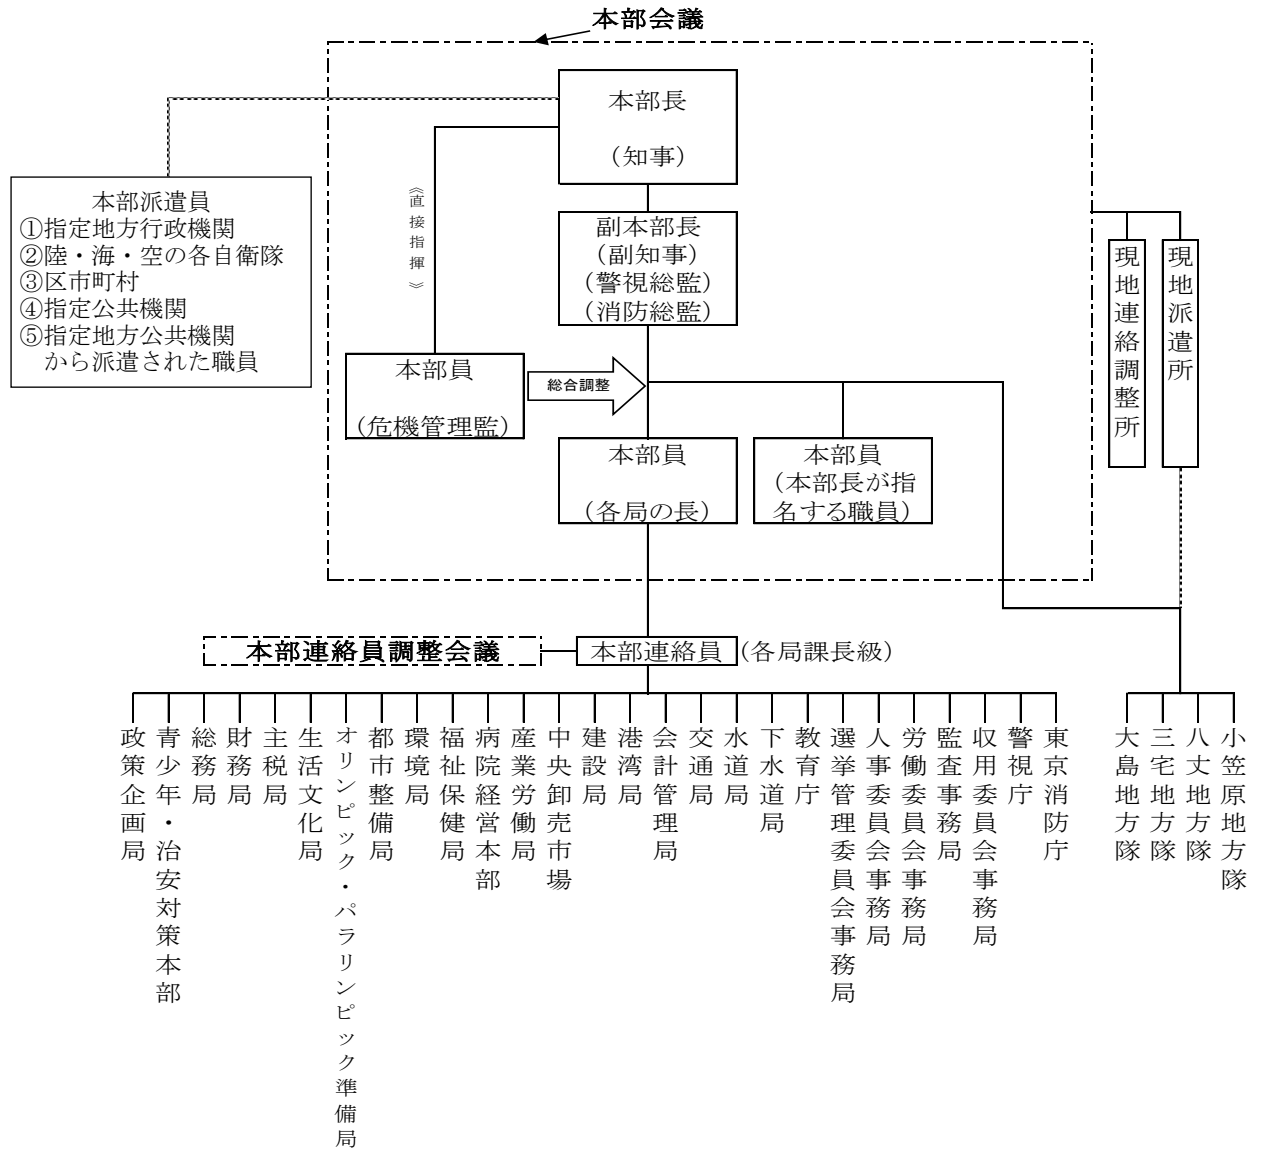 本部会議
本部長
（知事）
《直接指揮》
本部派遣員
①指定地方行政機関
②陸・海・空の各自衛隊
③区市町村
④指定公共機関
⑤指定地方公共機関
から派遣された職員
副本部長
（副知事）
（警視総監）
（消防総監）
現地連絡調整所
現地派遣所
本部員
（危機管理監）
総合調整
本部員
（各局の長）
本部員
（本部長が指
名する職員）
本部連絡員調整会議
本部連絡員
（各局課長級）
政策企画局
青少年・治安対策本部
総務局
財務局
主税局
生活文化局
オリンピック・パラリンピック準備局
都市整備局
環境局
福祉保健局
病院経営本部
産業労働局
中央卸売市場
建設局
港湾局
会計管理局
交通局
水道局
下水道局
教育庁
選挙管理委員会事務局
人事委員会事務局
労働委員会事務局
監査事務局
収用委員会事務局
警視庁
東京消防庁
大島地方隊
三宅地方隊
八丈地方隊
小笠原地方隊